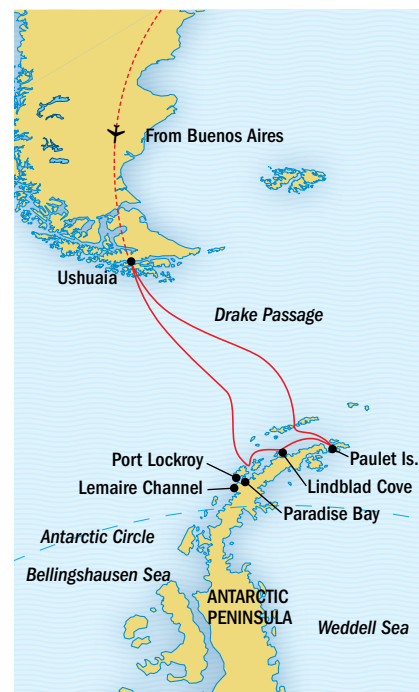 From Buenos Aires
Ushuaia
Drake Passage
Port Lockroy
Paulet Is.
Lemaire Channel
Lindblad Cove
Paradise Bay
Antarctic Circle
Bellingshausen Sea
ANTARCTIC
PENINSULA
Weddell Sea